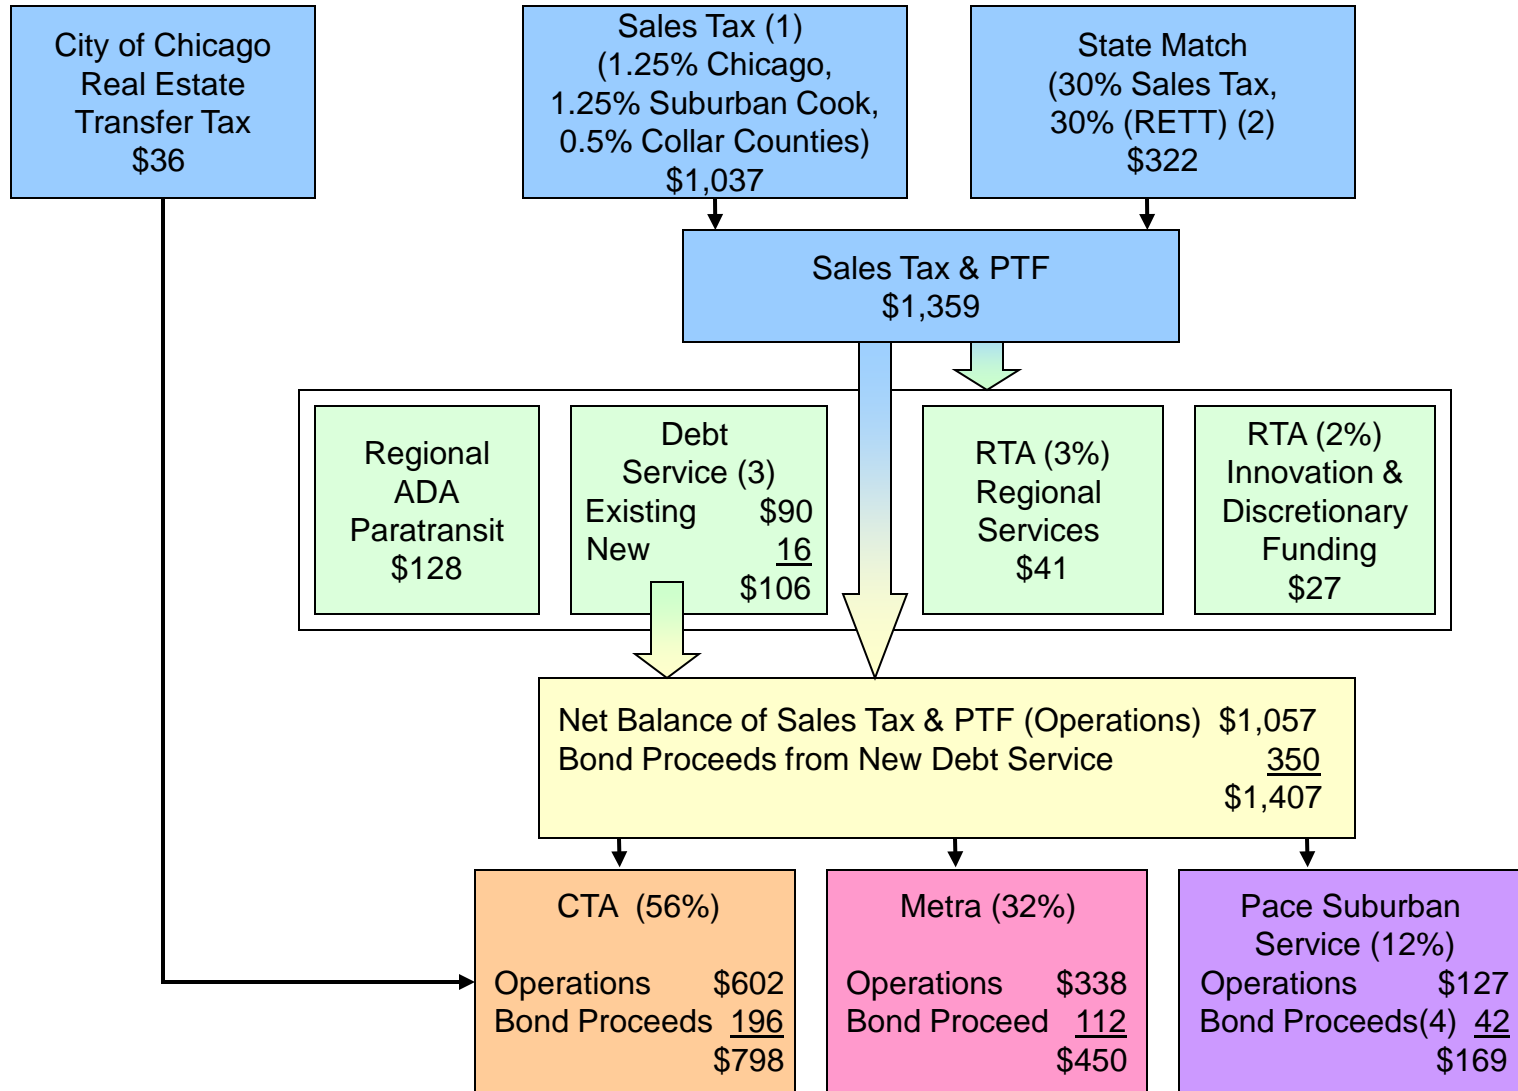 City of Chicago
Real Estate
Transfer Tax
$36
Sales Tax (1)
(1.25% Chicago,
1.25% Suburban Cook,
0.5% Collar Counties)
$1,037
State Match
(30% Sales Tax,
30% (RETT) (2)
$322
Sales Tax & PTF
$1,359
Regional
ADA
Paratransit
$128
Debt
Service (3)
Existing $90
New 16
$106
RTA (3%)
Regional
Services
$41
RTA (2%)
Innovation &
Discretionary
Funding
$27
Net Balance of Sales Tax & PTF (Operations) $1,057
Bond Proceeds from New Debt Service 350
$1,407
CTA (56%)
Operations $602
Bond Proceeds 196
$798
Metra (32%)
Operations $338
Bond Proceed 112
$450
Pace Suburban
Service (12%)
Operations $127
Bond Proceeds(4) 42
$169